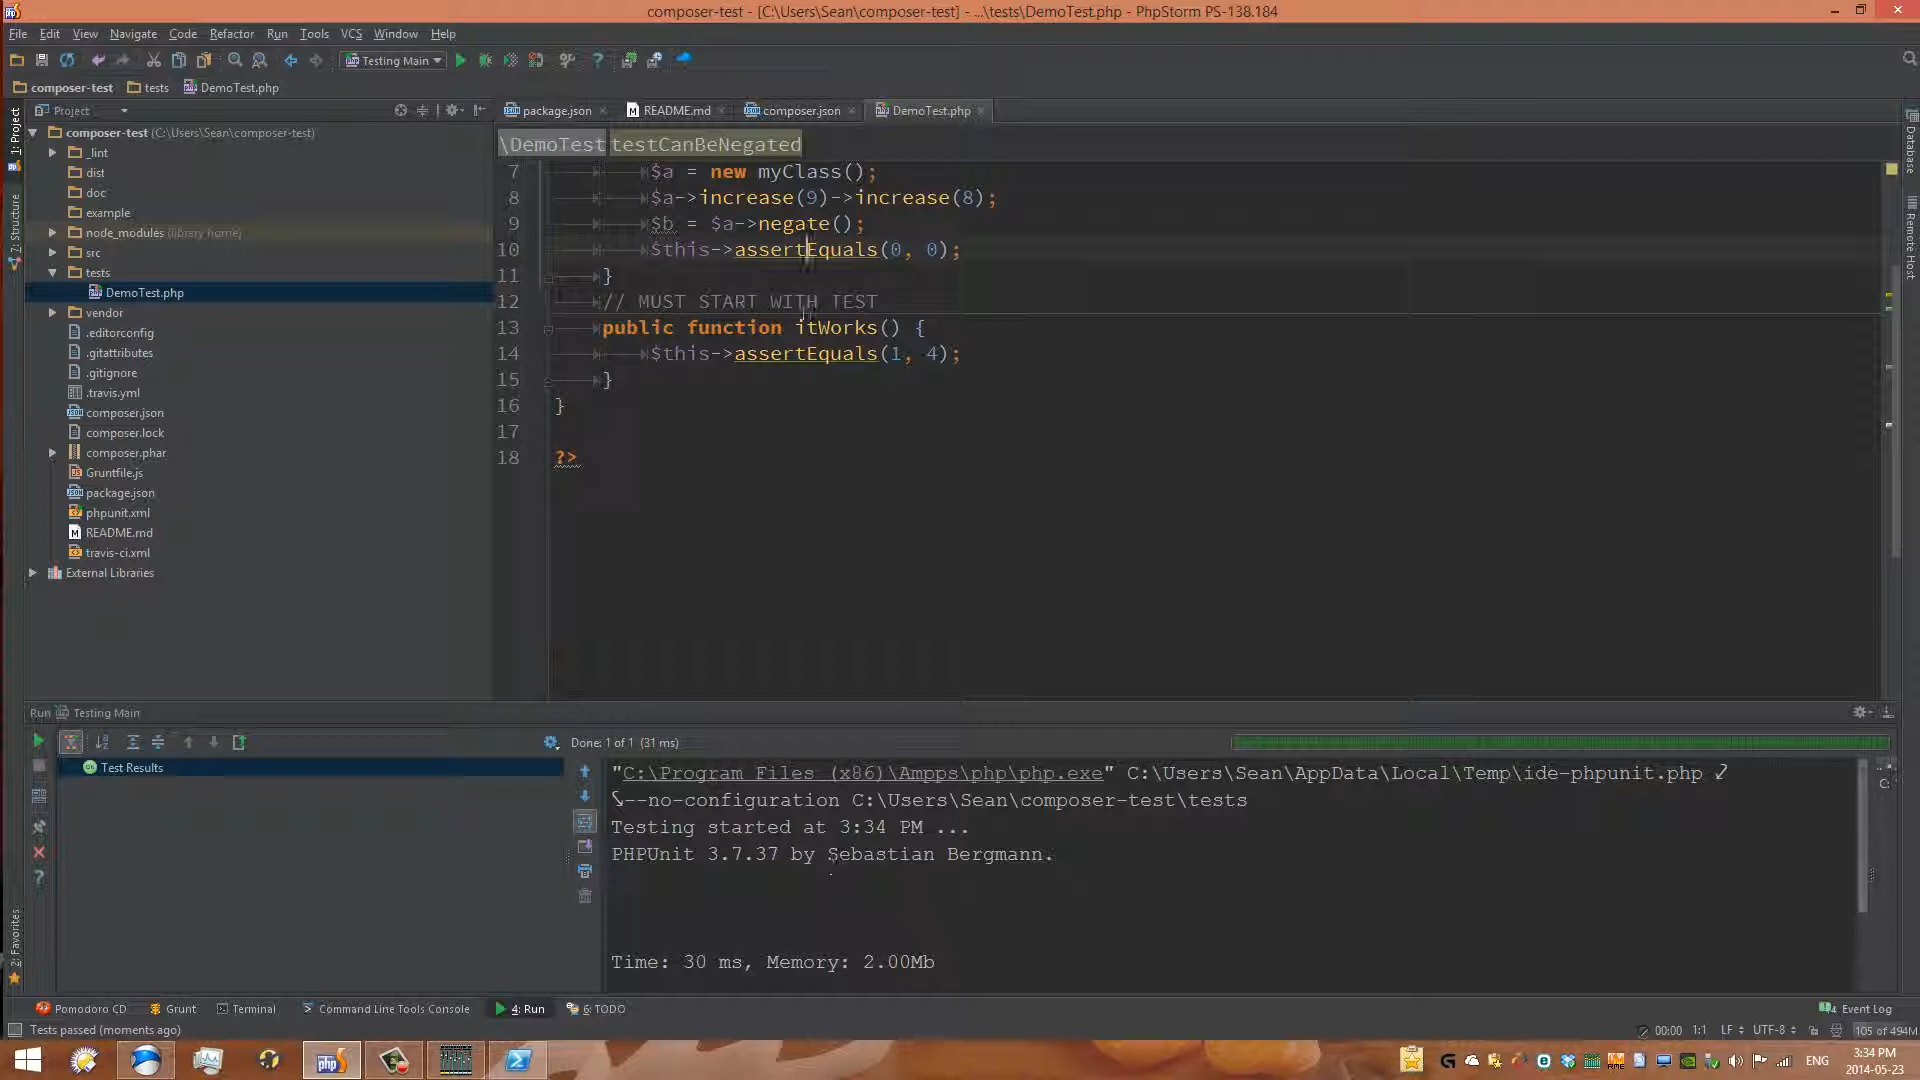 composer-test - [C:\Users\Sean\composer-test] - ...\tests\DemoTest.php - PhpStorm PS-138.184
File Edit View Navigate Code Refactor Run Tools VCS Window Help
Testing Main
composer-test tests DemoTest.php
Project
package.json README.md composer.json DemoTest.php
1: Project
7: Structure
2: Favorites
Database
Remote Host
composer-test (C:\Users\Sean\composer-test)
_lint
dist
doc
example
node_modules (library home)
src
tests
DemoTest.php
vendor
.editorconfig
.gitattributes
.gitignore
.travis.yml
composer.json
composer.lock
composer.phar
Gruntfile.js
package.json
phpunit.xml
README.md
travis-ci.xml
External Libraries
\DemoTest testCanBeNegated
7 $a = new myClass();
8 $a->increase(9)->increase(8);
9 $b = $a->negate();
10 $this->assertEquals(0, 0);
11 }
12 // MUST START WITH TEST
13 public function itWorks() {
14 $this->assertEquals(1, 4);
15 }
16 }
17
18 ?>
Run Testing Main
Done: 1 of 1 (31 ms)
Test Results
"C:\Program Files (x86)\Ampps\php\php.exe" C:\Users\Sean\AppData\Local\Temp\ide-phpunit.php
--no-configuration C:\Users\Sean\composer-test\tests
Testing started at 3:34 PM ...
PHPUnit 3.7.37 by Sebastian Bergmann.
Time: 30 ms, Memory: 2.00Mb
C:
Pomodoro CD Grunt Terminal Command Line Tools Console 4: Run 6: TODO Event Log
Tests passed (moments ago) 00:00 1:1 LF UTF-8 105 of 494M
ENG 3:34 PM
2014-05-23